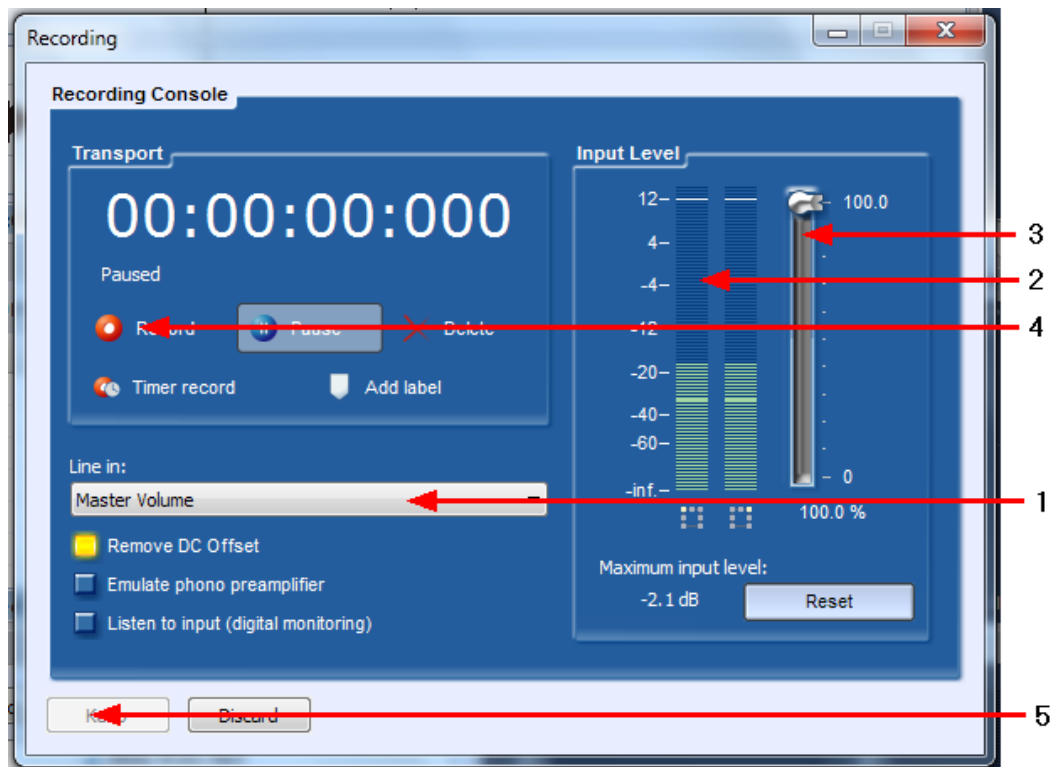 Recording
Recording Console
Transport
00:00:00:000
Paused
Record
Pause
Delete
Timer record
Add label
Line in:
Master Volume
Remove DC Offset
Emulate phono preamplifier
Listen to input (digital monitoring)
Input Level
12
4
-4
-12
-20
-40
-60
-inf.
100.0
0
100.0 %
Maximum input level:
-2.1 dB
Reset
Discard
3
2
4
1
5